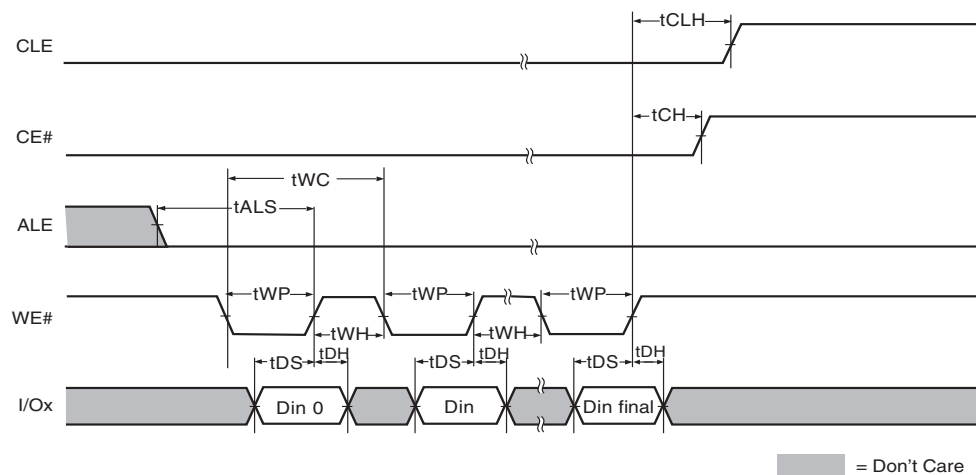 CLE
tCLH
CE#
tCH
tWC
ALE
tALS
WE#
tWP
tWP
tWP
tWH
tWH
tDS
tDH
tDS
tDH
tDS
tDH
I/Ox
Din 0
Din
Din final
= Don't Care